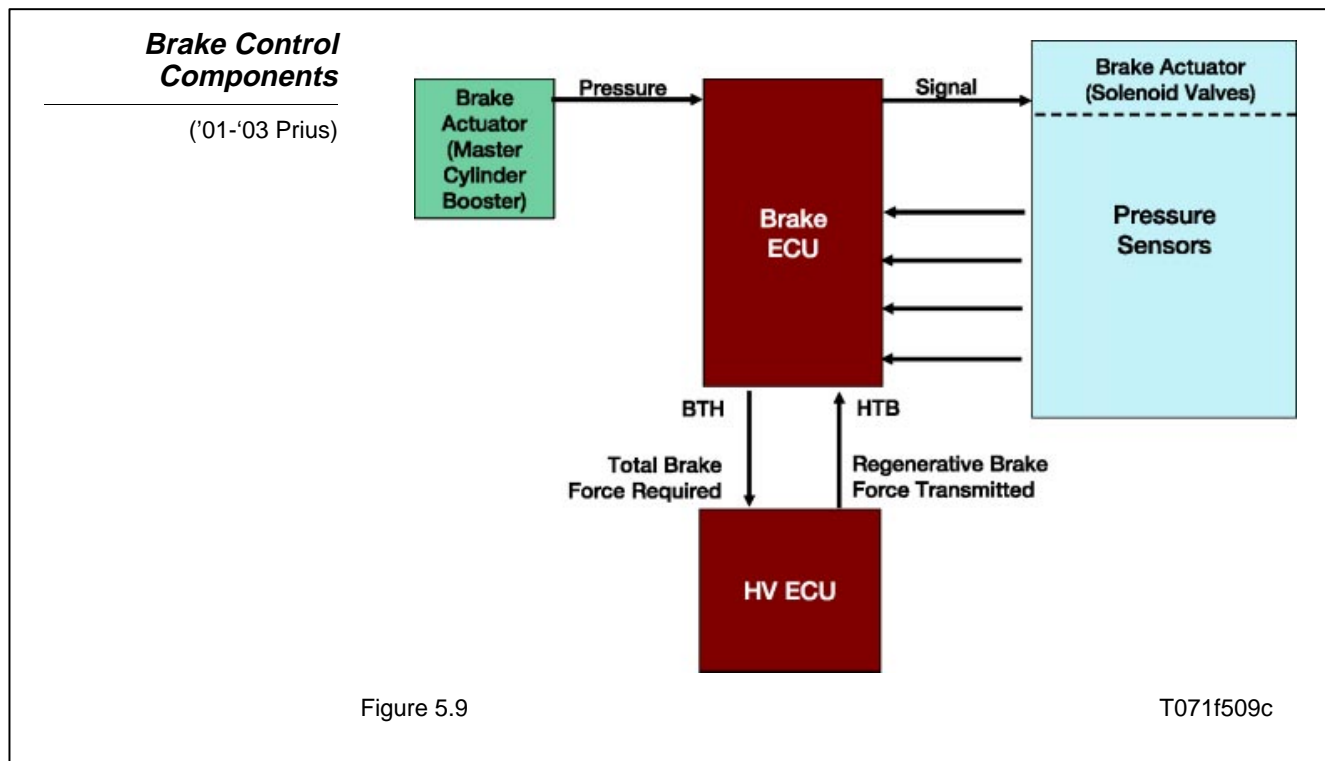 Brake Control
Components
('01-‘03 Prius)
Brake
Actuator
(Master
Cylinder
Booster)
Pressure
Brake
ECU
Signal
Brake Actuator
(Solenoid Valves)
Pressure
Sensors
BTH
HTB
Total Brake
Force Required
Regenerative Brake
Force Transmitted
HV ECU
Figure 5.9
T071f509c